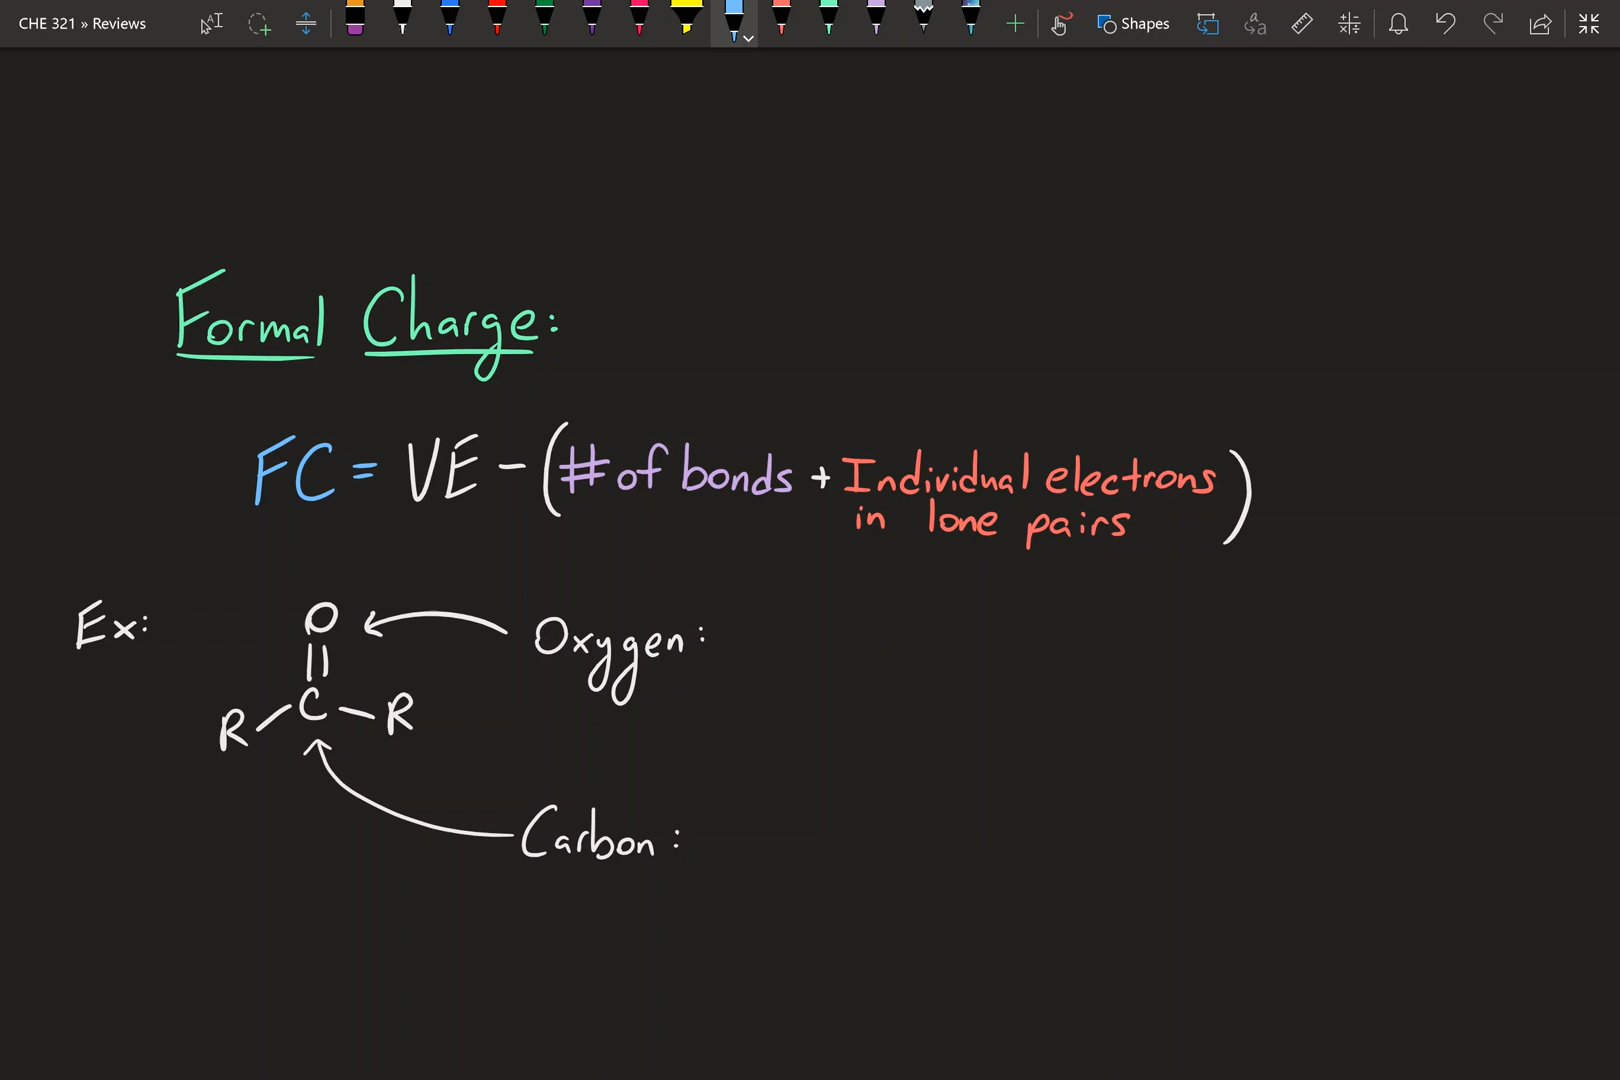 CHE 321 » Reviews
Shapes
Formal Charge:
FC = VE - (# of bonds + Individual electrons
in lone pairs)
Ex:
O
Oxygen:
R C R
Carbon: